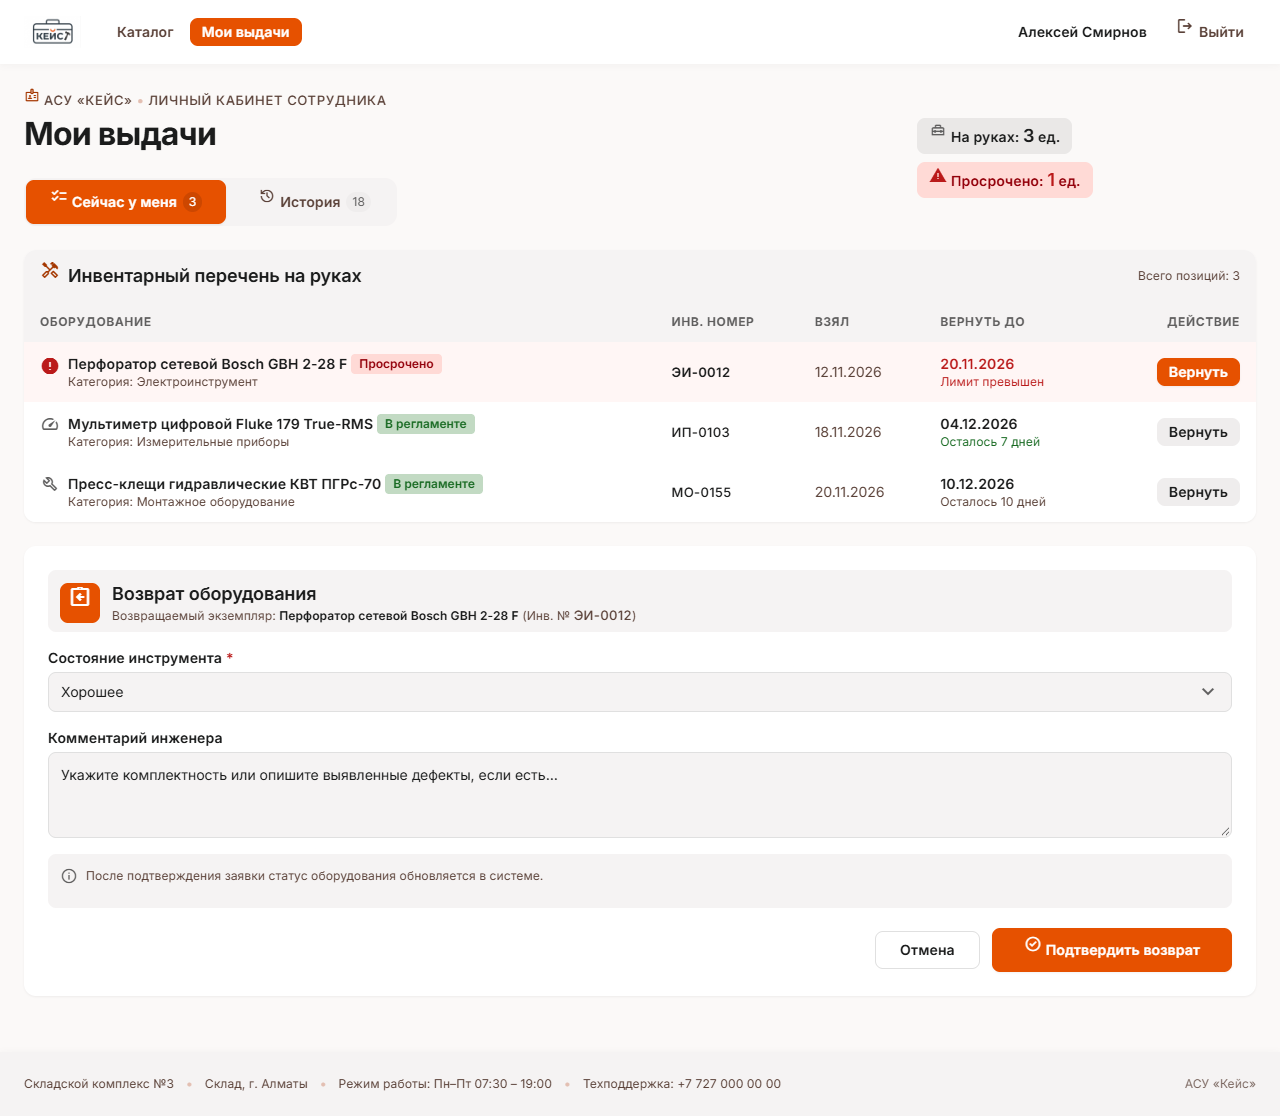 КЕЙС
Каталог
Мои выдачи
Алексей Смирнов
Выйти
АСУ «КЕЙС» • ЛИЧНЫЙ КАБИНЕТ СОТРУДНИКА
Мои выдачи
На руках: 3 ед.
Просрочено: 1 ед.
Сейчас у меня 3
История 18
Инвентарный перечень на руках
Всего позиций: 3
ОБОРУДОВАНИЕ ИНВ. НОМЕР ВЗЯЛ ВЕРНУТЬ ДО ДЕЙСТВИЕ
Перфоратор сетевой Bosch GBH 2-28 F Просрочено
Категория: Электроинструмент
ЭИ-0012
12.11.2026
20.11.2026
Лимит превышен
Вернуть
Мультиметр цифровой Fluke 179 True-RMS В регламенте
Категория: Измерительные приборы
ИП-0103
18.11.2026
04.12.2026
Осталось 7 дней
Вернуть
Пресс-клещи гидравлические КВТ ПГРс-70 В регламенте
Категория: Монтажное оборудование
МО-0155
20.11.2026
10.12.2026
Осталось 10 дней
Вернуть
Возврат оборудования
Возвращаемый экземпляр: Перфоратор сетевой Bosch GBH 2-28 F (Инв. № ЭИ-0012)
Состояние инструмента *
Хорошее
Комментарий инженера
Укажите комплектность или опишите выявленные дефекты, если есть...
После подтверждения заявки статус оборудования обновляется в системе.
Отмена
Подтвердить возврат
Складской комплекс №3 • Склад, г. Алматы • Режим работы: Пн–Пт 07:30 – 19:00 • Техподдержка: +7 727 000 00 00
АСУ «Кейс»